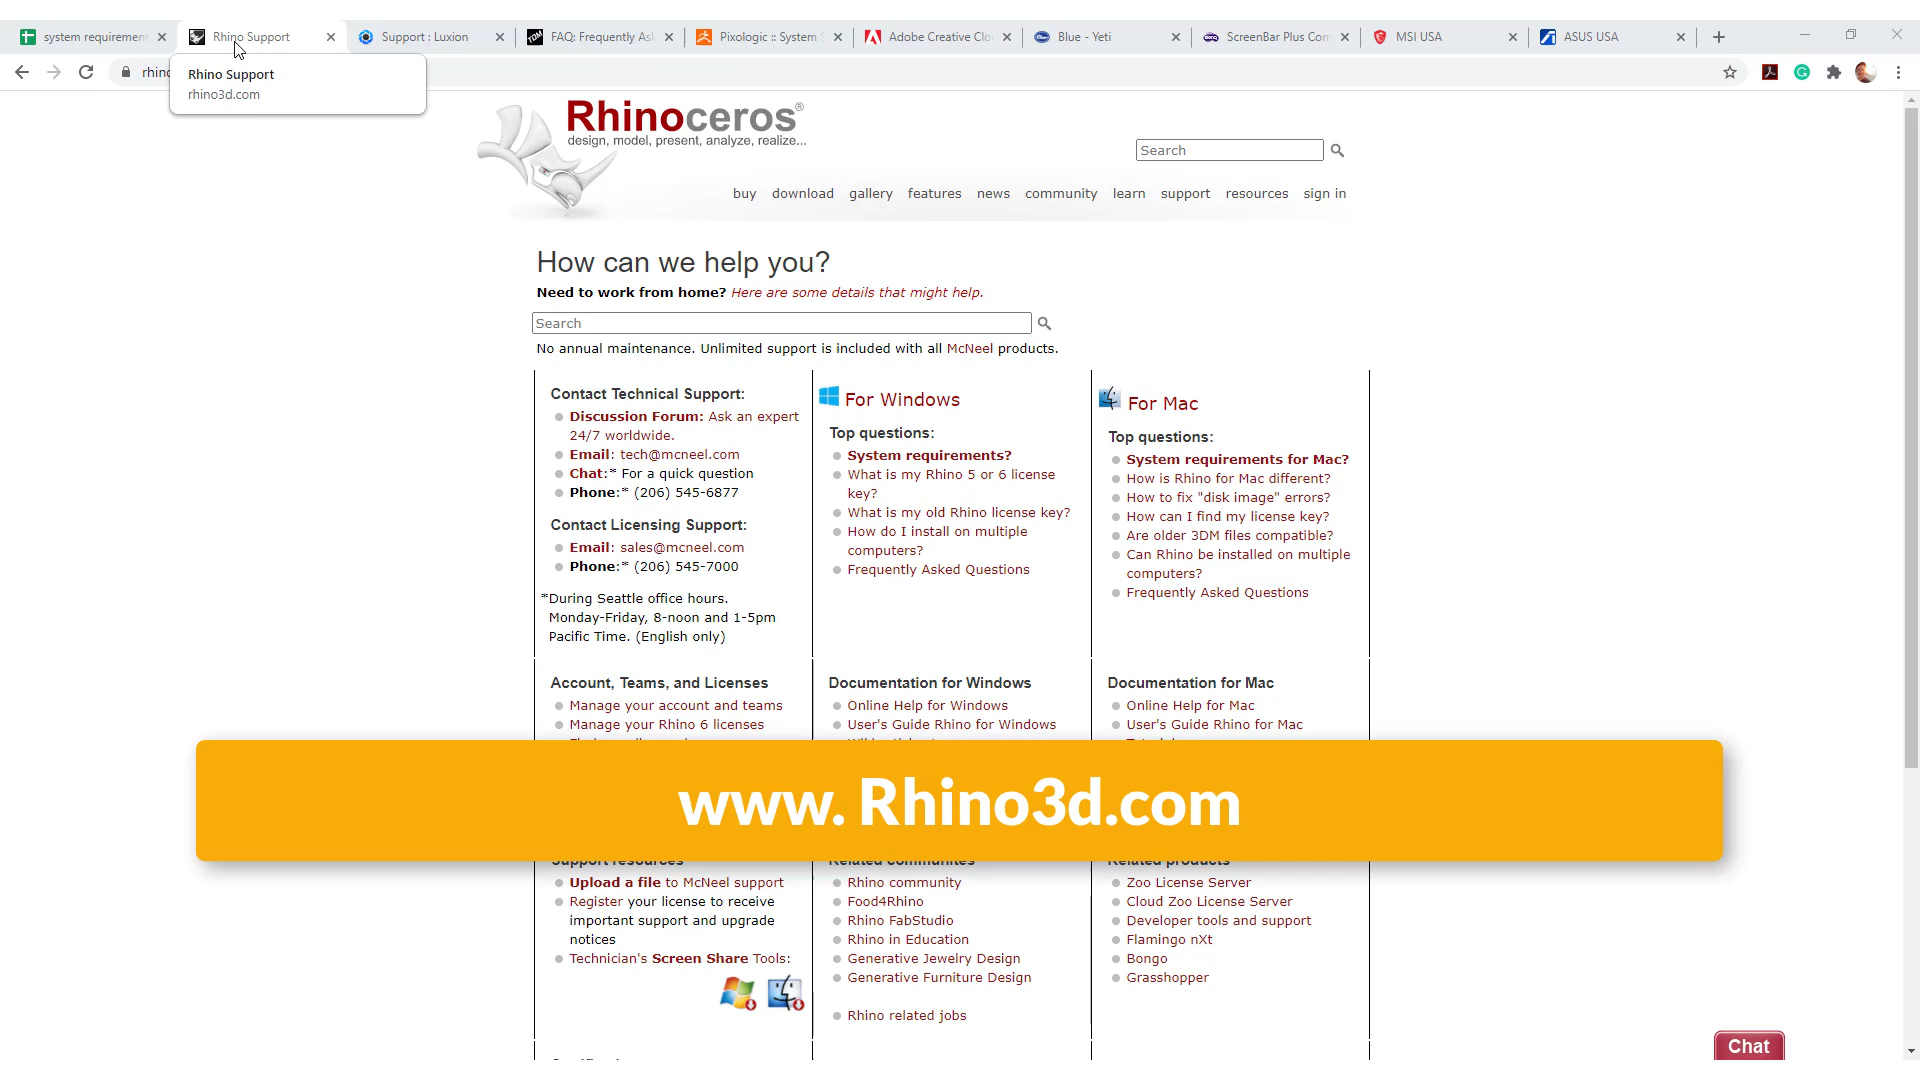 system requirement
Rhino Support
Support : Luxion
FAQ: Frequently Ask
Pixologic :: System S
Adobe Creative Clo
Blue - Yeti
ScreenBar Plus Com
MSI USA
ASUS USA
rhino
Rhino Support
rhino3d.com
Rhinoceros®
design, model, present, analyze, realize...
Search
buy download gallery features news community learn support resources sign in
How can we help you?
Need to work from home? Here are some details that might help.
Search
No annual maintenance. Unlimited support is included with all McNeel products.
Contact Technical Support:
Discussion Forum: Ask an expert
24/7 worldwide.
Email: tech@mcneel.com
Chat:* For a quick question
Phone:* (206) 545-6877
Contact Licensing Support:
Email: sales@mcneel.com
Phone:* (206) 545-7000
*During Seattle office hours.
Monday-Friday, 8-noon and 1-5pm
Pacific Time. (English only)
For Windows
Top questions:
System requirements?
What is my Rhino 5 or 6 license
key?
What is my old Rhino license key?
How do I install on multiple
computers?
Frequently Asked Questions
For Mac
Top questions:
System requirements for Mac?
How is Rhino for Mac different?
How to fix "disk image" errors?
How can I find my license key?
Are older 3DM files compatible?
Can Rhino be installed on multiple
computers?
Frequently Asked Questions
Account, Teams, and Licenses
Manage your account and teams
Manage your Rhino 6 licenses
Documentation for Windows
Online Help for Windows
User's Guide Rhino for Windows
Documentation for Mac
Online Help for Mac
User's Guide Rhino for Mac
www. Rhino3d.com
Support resources
Upload a file to McNeel support
Register your license to receive
important support and upgrade
notices
Technician's Screen Share Tools:
Related communites
Rhino community
Food4Rhino
Rhino FabStudio
Rhino in Education
Generative Jewelry Design
Generative Furniture Design
Rhino related jobs
Related products
Zoo License Server
Cloud Zoo License Server
Developer tools and support
Flamingo nXt
Bongo
Grasshopper
Chat